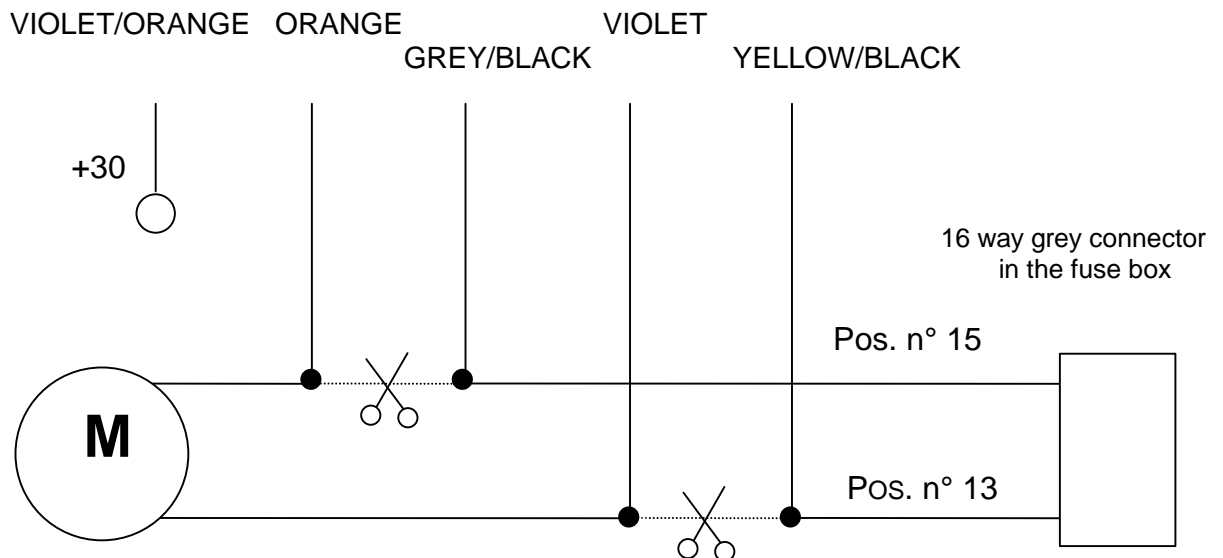 VIOLET/ORANGE ORANGE VIOLET
GREY/BLACK YELLOW/BLACK
+30
16 way grey connector
in the fuse box
Pos. n° 15
M
Pos. n° 13